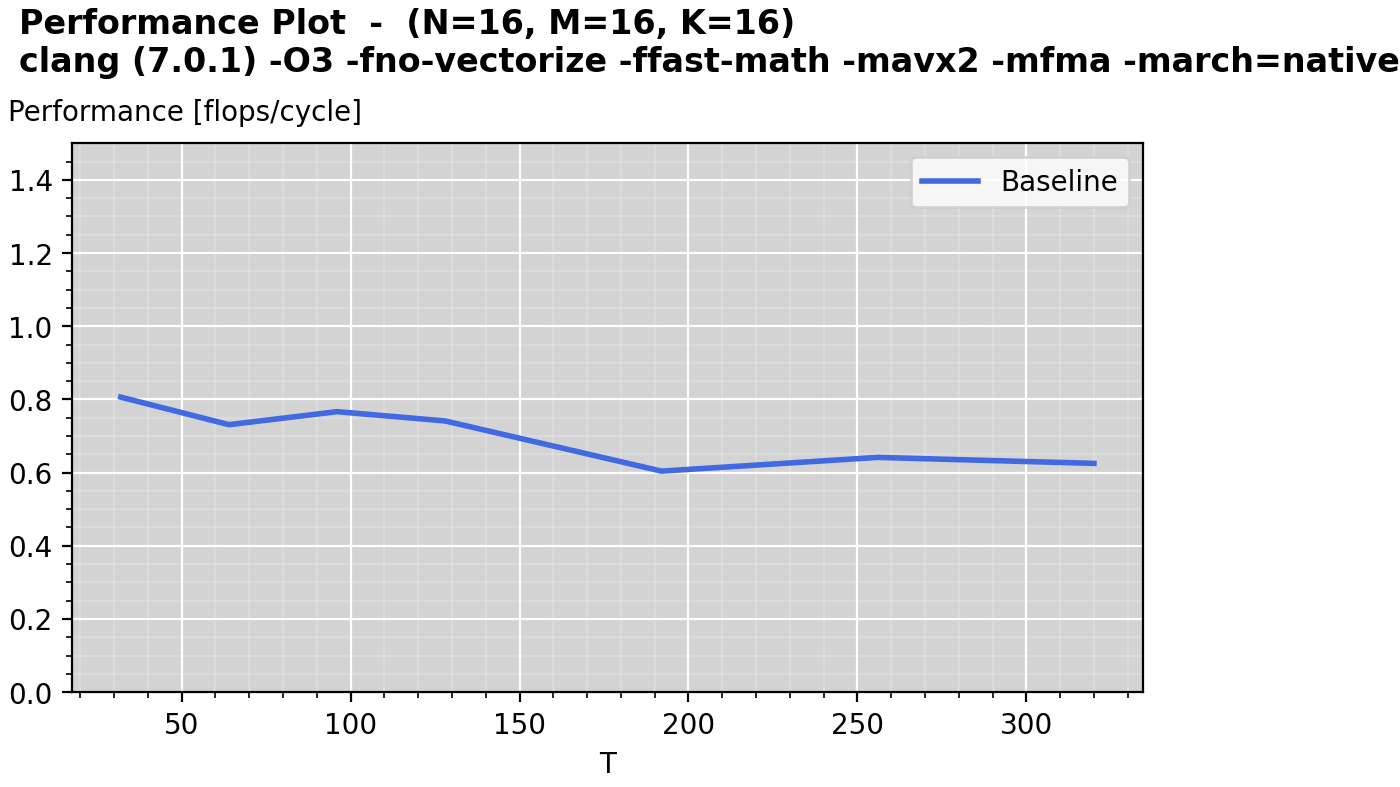 Performance Plot - (N=16, M=16, K=16)
clang (7.0.1) -O3 -fno-vectorize -ffast-math -mavx2 -mfma -march=native
Performance [flops/cycle]
Baseline
1.4
1.2
1.0
0.8
0.6
0.4
0.2
0.0
50 100 150 200 250 300
T